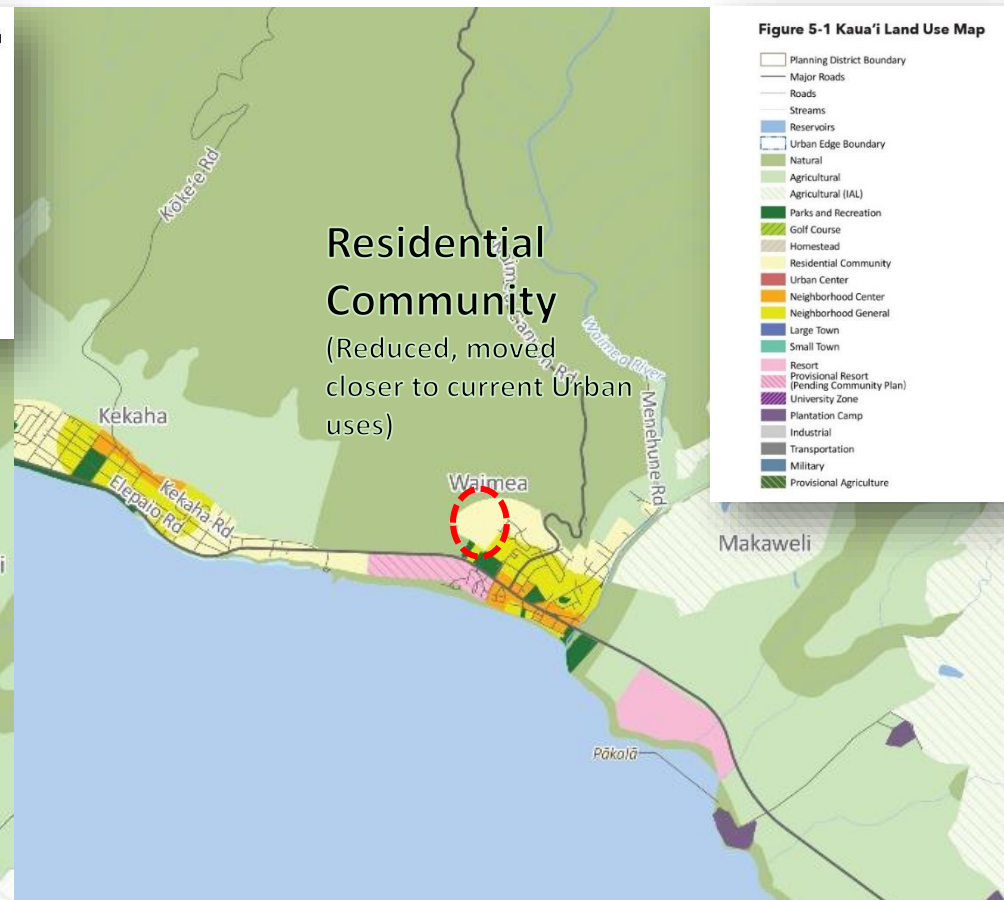 Figure 5-1 Kaua‘i Land Use Map
Planning District Boundary
Major Roads
Roads
Streams
Reservoirs
Urban Edge Boundary
Natural
Agricultural
Agricultural (IAL)
Parks and Recreation
Golf Course
Homestead
Residential Community
Urban Center
Neighborhood Center
Neighborhood General
Large Town
Small Town
Resort
Provisional Resort
(Pending Community Plan)
University Zone
Plantation Camp
Industrial
Transportation
Military
Provisional Agriculture
Kōke‘e Rd
Residential
Community
(Reduced, moved
closer to current Urban
uses)
Waimea Canyon Rd
Waimea River
Menehune Rd
Kekaha
Kekaha Rd
Elepaio Rd
Waimea
Makaweli
Pākalā